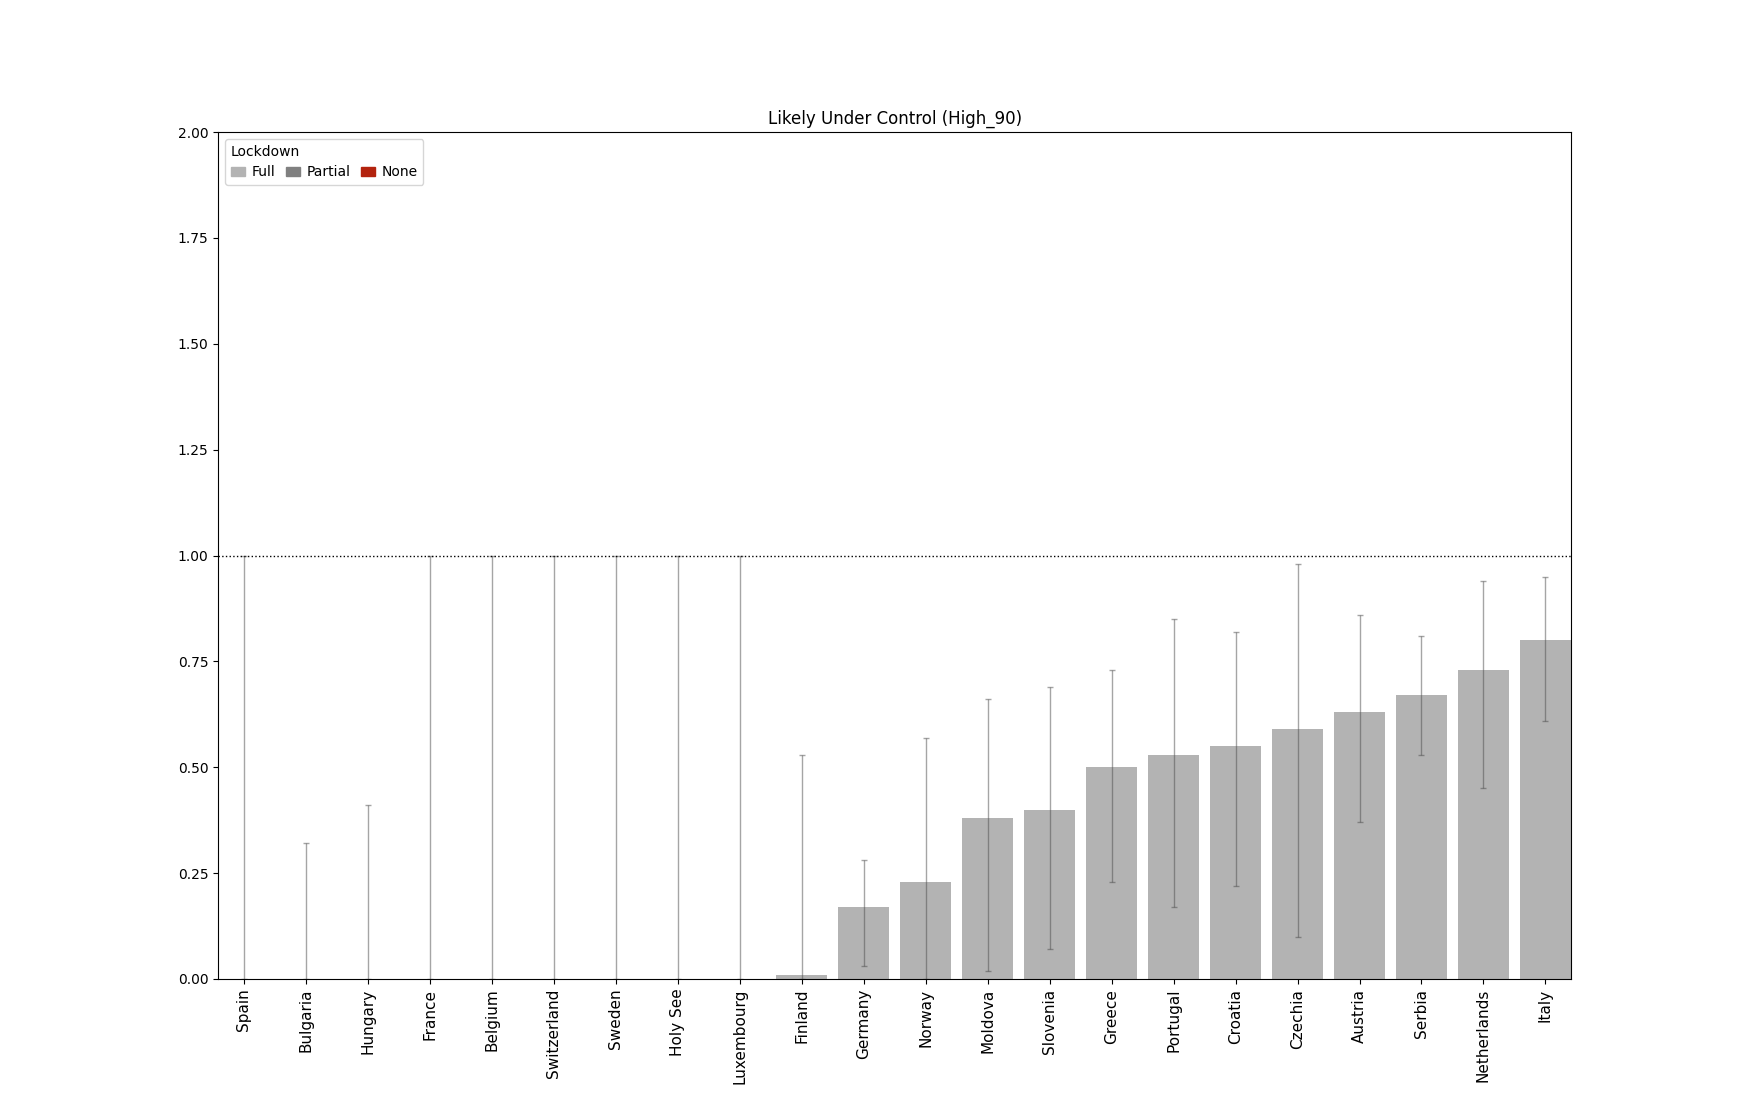 Likely Under Control (High_90)
2.00
Lockdown
Full Partial None
1.75
1.50
1.25
1.00
0.75
0.50
0.25
0.00
Spain
Bulgaria
Hungary
France
Belgium
Switzerland
Sweden
Holy See
Luxembourg
Finland
Germany
Norway
Moldova
Slovenia
Greece
Portugal
Croatia
Czechia
Austria
Serbia
Netherlands
Italy